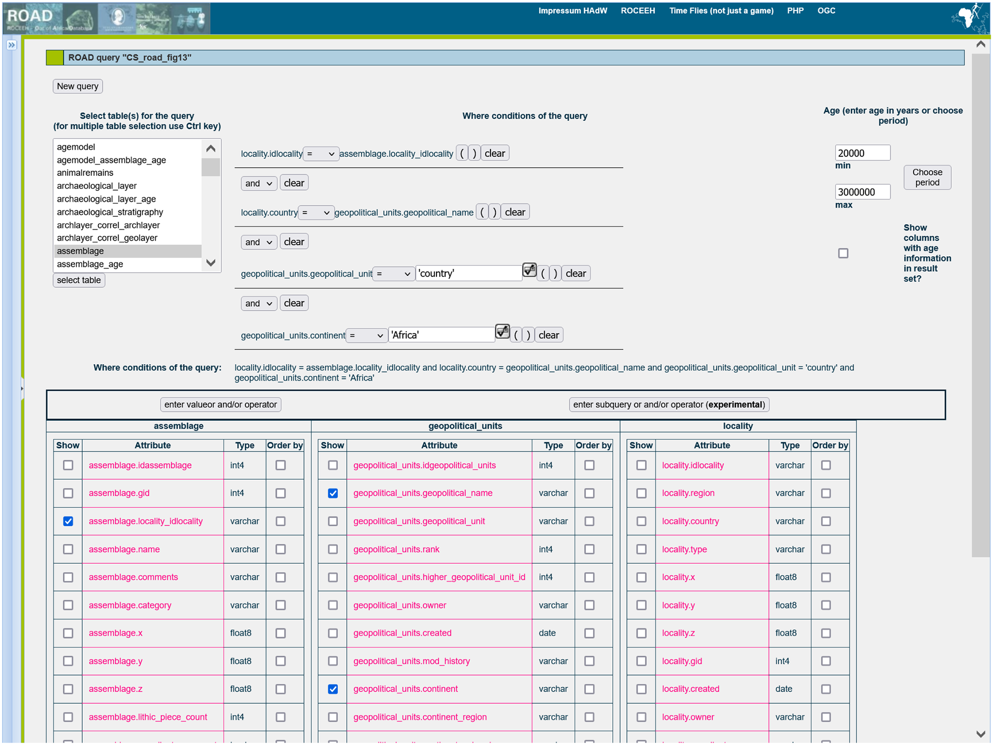 ROAD
ROCEEH - Out of Africa Database
Impressum HAdW ROCEEH Time Flies (not just a game) PHP OGC
ROAD query "CS_road_fig13"
New query
Select table(s) for the query
(for multiple table selection use Ctrl key)
agemodel
agemodel_assemblage_age
animalremains
archaeological_layer
archaeological_layer_age
archaeological_stratigraphy
archlayer_correl_archlayer
archlayer_correl_geolayer
assemblage
assemblage_age
select table
Where conditions of the query
locality.idlocality = assemblage.locality_idlocality ( ) clear
and clear
locality.country = geopolitical_units.geopolitical_name ( ) clear
and clear
geopolitical_units.geopolitical_unit = 'country' ( ) clear
and clear
geopolitical_units.continent = 'Africa' ( ) clear
Age (enter age in years or choose
period)
20000
min
3000000
max
Choose
period
Show
columns
with age
information
in result
set?
Where conditions of the query: locality.idlocality = assemblage.locality_idlocality and locality.country = geopolitical_units.geopolitical_name and geopolitical_units.geopolitical_unit = 'country' and
geopolitical_units.continent = 'Africa'
enter valueor and/or operator enter subquery or and/or operator (experimental)
assemblage geopolitical_units locality
Show Attribute Type Order by Show Attribute Type Order by Show Attribute Type Order by
assemblage.idassemblage int4 geopolitical_units.idgeopolitical_units int4 locality.idlocality varchar
assemblage.gid int4 geopolitical_units.geopolitical_name varchar locality.region varchar
assemblage.locality_idlocality varchar geopolitical_units.geopolitical_unit varchar locality.country varchar
assemblage.name varchar geopolitical_units.rank int4 locality.type varchar
assemblage.comments varchar geopolitical_units.higher_geopolitical_unit_id int4 locality.x float8
assemblage.category varchar geopolitical_units.owner varchar locality.y float8
assemblage.x float8 geopolitical_units.created date locality.z float8
assemblage.y float8 geopolitical_units.mod_history varchar locality.gid int4
assemblage.z float8 geopolitical_units.continent varchar locality.created date
assemblage.lithic_piece_count int4 geopolitical_units.continent_region varchar locality.owner varchar